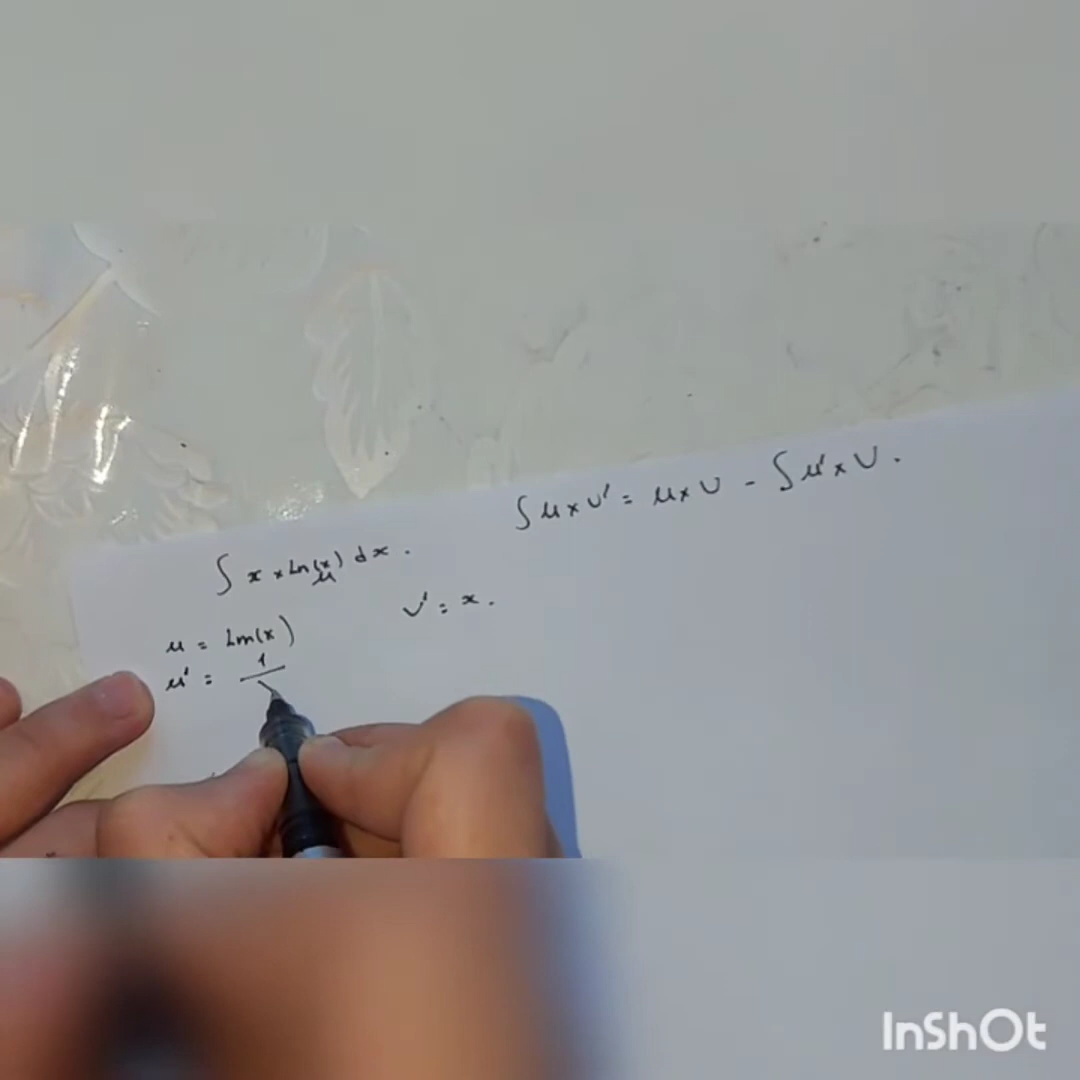 ∫ u × v' = u × v - ∫ u' × v .
∫ x × Ln(x) dx .
u
v' = x .
u = Ln(x)
u' = 1/
InShOt